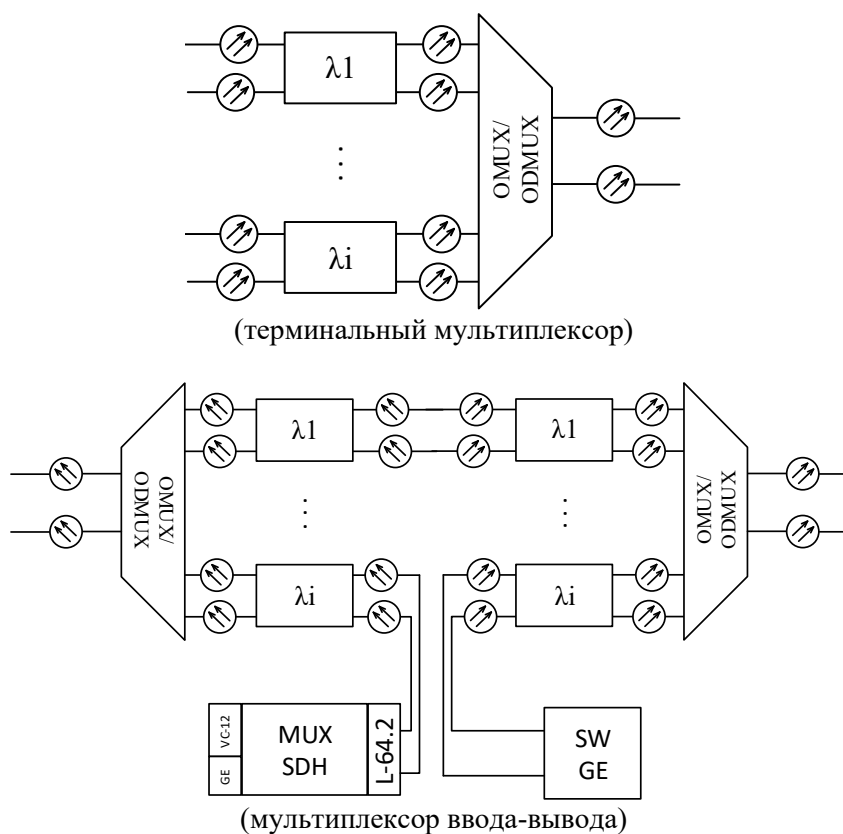 λ1
OMUX/
ODMUX
⋮
λi
(терминальный мультиплексор)
OMUX/
ODMUX
λ1
λ1
OMUX/
ODMUX
⋮
⋮
λi
λi
VC-12
GE
MUX
SDH
L-64.2
SW
GE
(мультиплексор ввода-вывода)